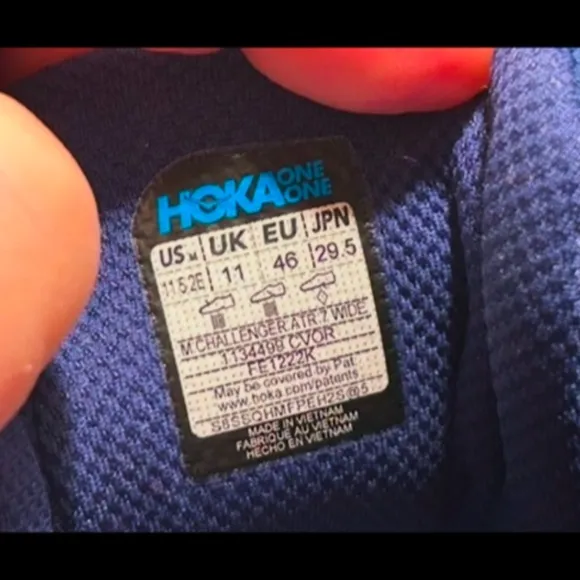 HOKA ONE ONE
US M UK EU JPN
11.5 2E 11 46 29.5
M CHALLENGER ATR 7 WIDE
1134499 CVOR
FE1222K
May be covered by Pat.
www.hoka.com/patents
MADE IN VIETNAM
FABRIQUÉ AU VIETNAM
HECHO EN VIETNAM